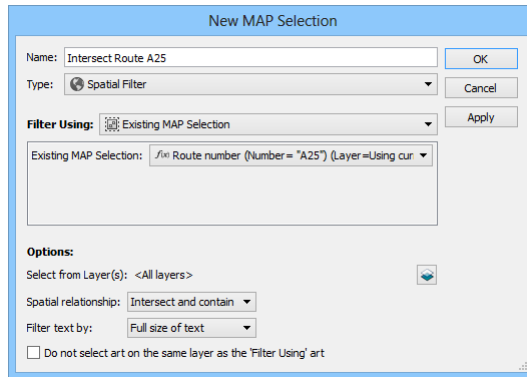 New MAP Selection
Name: Intersect Route A25 OK
Type: Spatial Filter Cancel
Filter Using: Existing MAP Selection Apply
Existing MAP Selection: f(x) Route number (Number= "A25") (Layer=Using cur
Options:
Select from Layer(s): <All layers>
Spatial relationship: Intersect and contain
Filter text by: Full size of text
Do not select art on the same layer as the 'Filter Using' art